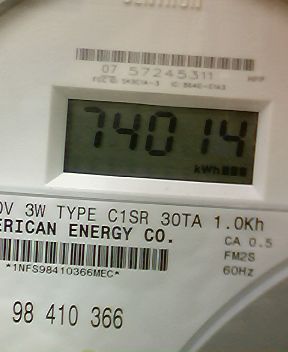 CENTRON
07 57245311
74014
kWh
0V 3W TYPE C1SR 30TA 1.0Kh
ERICAN ENERGY CO.
CA 0.5
*1NFS98410366MEC*
FM2S
60Hz
98 410 366